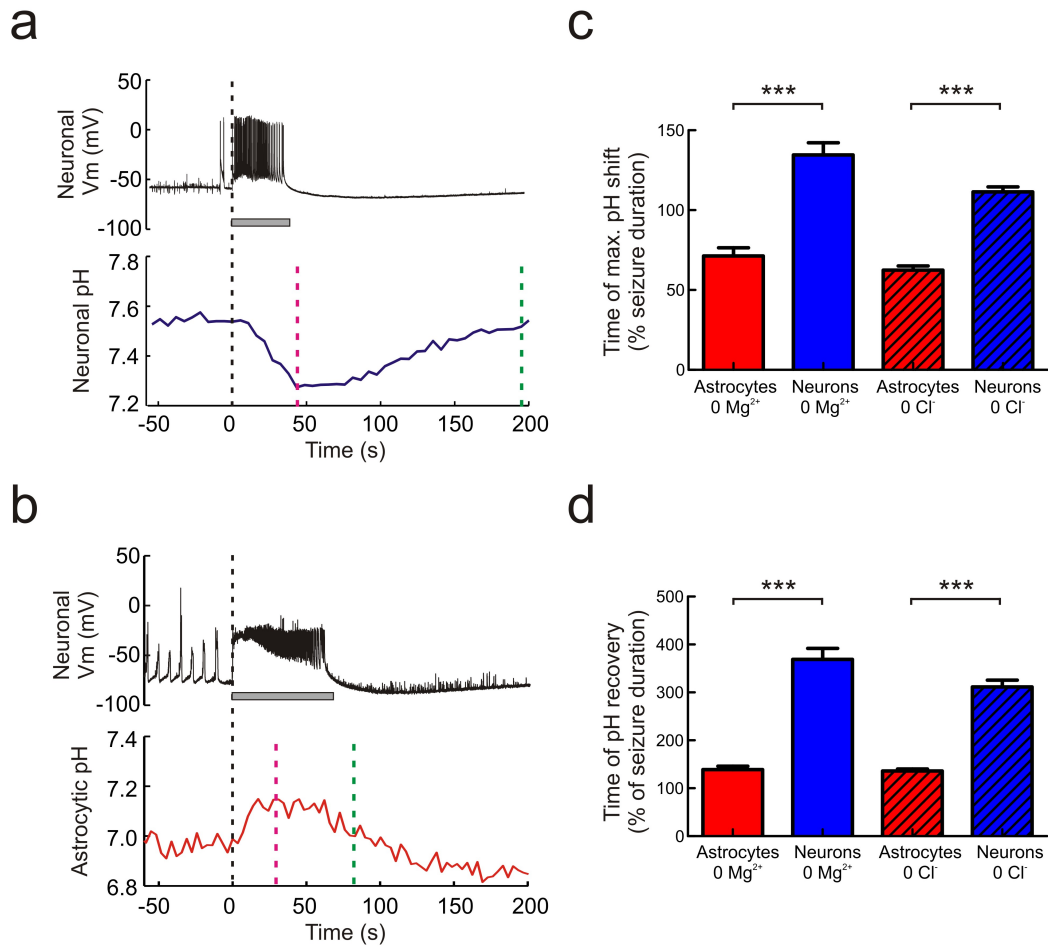 a
Neuronal
Vm (mV)
50
0
-50
-100
Neuronal pH
7.8
7.6
7.4
7.2
-50
0
50
100
150
200
Time (s)
b
Neuronal
Vm (mV)
50
0
-50
-100
Astrocytic pH
7.4
7.2
7.0
6.8
-50
0
50
100
150
200
Time (s)
c
Time of max. pH shift
(% seizure duration)
150
100
50
0
***
***
Astrocytes
0 Mg²⁺
Neurons
0 Mg²⁺
Astrocytes
0 Cl⁻
Neurons
0 Cl⁻
d
Time of pH recovery
(% of seizure duration)
500
400
300
200
100
0
***
***
Astrocytes
0 Mg²⁺
Neurons
0 Mg²⁺
Astrocytes
0 Cl⁻
Neurons
0 Cl⁻